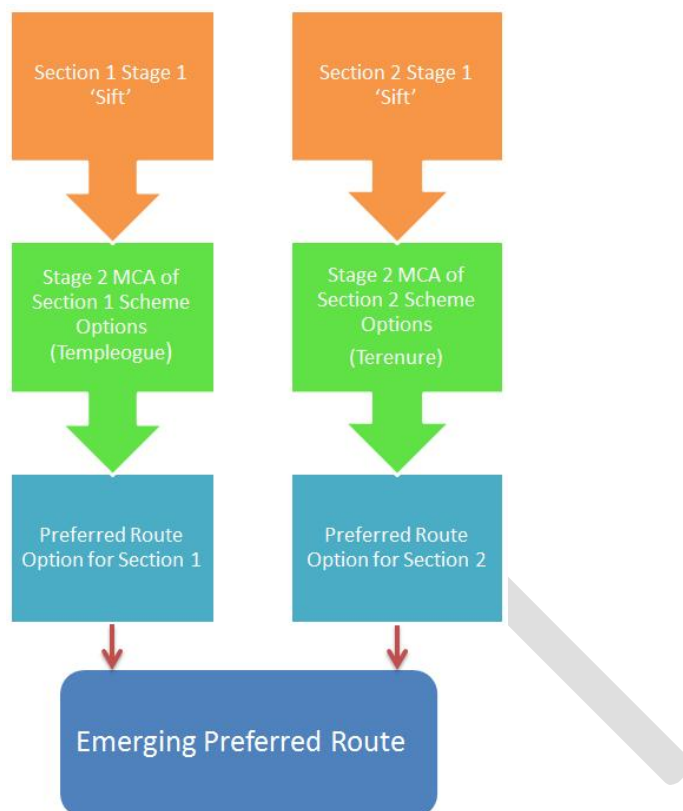 Section 1 Stage 1
‘Sift’
Section 2 Stage 1
‘Sift’
Stage 2 MCA of
Section 1 Scheme
Options
(Templeogue)
Stage 2 MCA of
Section 2 Scheme
Options
(Terenure)
Preferred Route
Option for Section 1
Preferred Route
Option for Section 2
Emerging Preferred Route